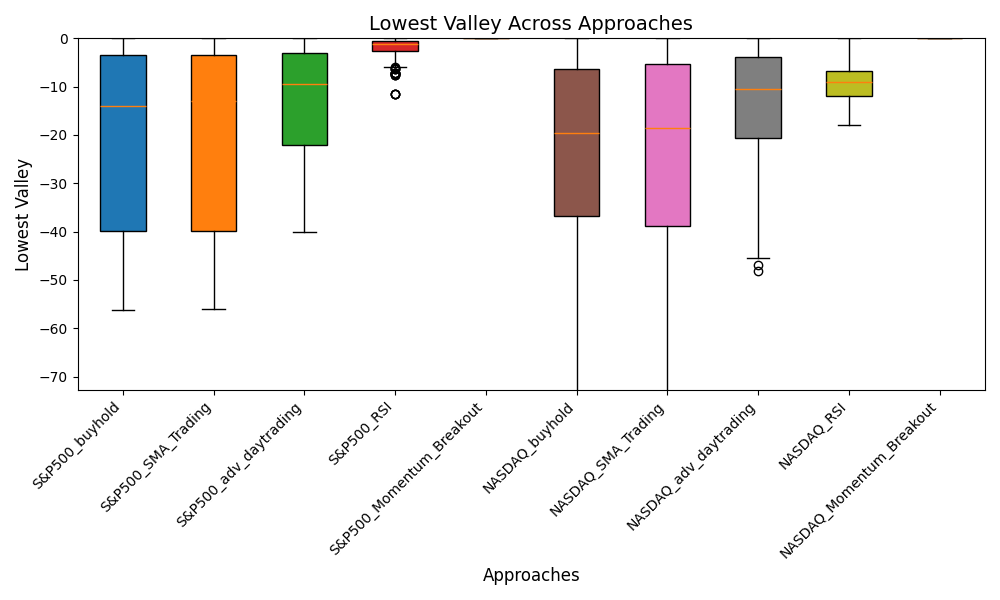 Lowest Valley Across Approaches
Lowest Valley
0
−10
−20
−30
−40
−50
−60
−70
S&P500_buyhold
S&P500_SMA_Trading
S&P500_adv_daytrading
S&P500_RSI
S&P500_Momentum_Breakout
NASDAQ_buyhold
NASDAQ_SMA_Trading
NASDAQ_adv_daytrading
NASDAQ_RSI
NASDAQ_Momentum_Breakout
Approaches